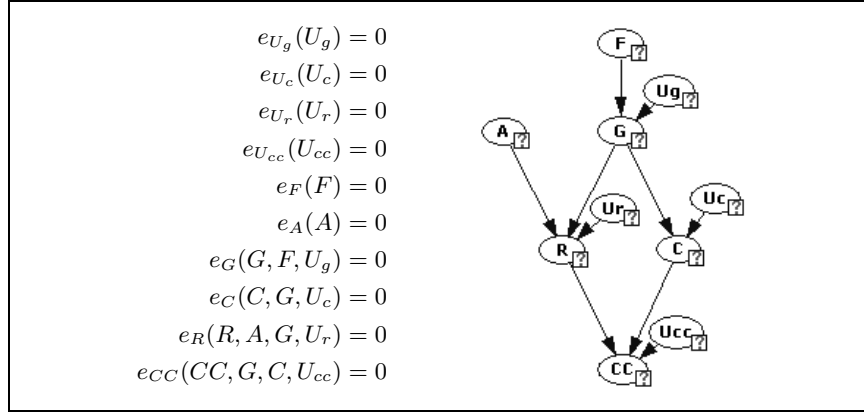 e_{U_g}(U_g) = 0
e_{U_c}(U_c) = 0
e_{U_r}(U_r) = 0
e_{U_{cc}}(U_{cc}) = 0
e_F(F) = 0
e_A(A) = 0
e_G(G, F, U_g) = 0
e_C(C, G, U_c) = 0
e_R(R, A, G, U_r) = 0
e_{CC}(CC, G, C, U_{cc}) = 0
F ?
Ug ?
A ?
G ?
Uc ?
Ur ?
R ?
C ?
Ucc ?
CC ?